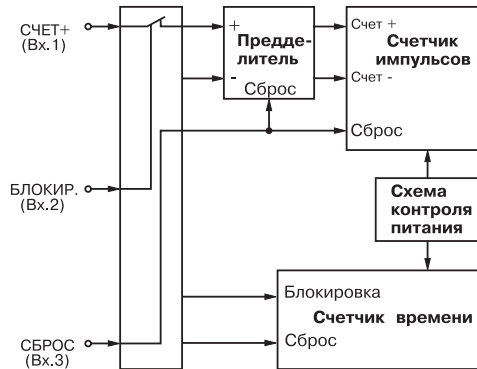 СЧЕТ+
(Вх.1)
+
-
Предде-
литель
Сброс
Счет +
Счет -
Счетчик
импульсов
Сброс
БЛОКИР.
(Вх.2)
Схема
контроля
питания
Блокировка
Счетчик времени
Сброс
СБРОС
(Вх.3)